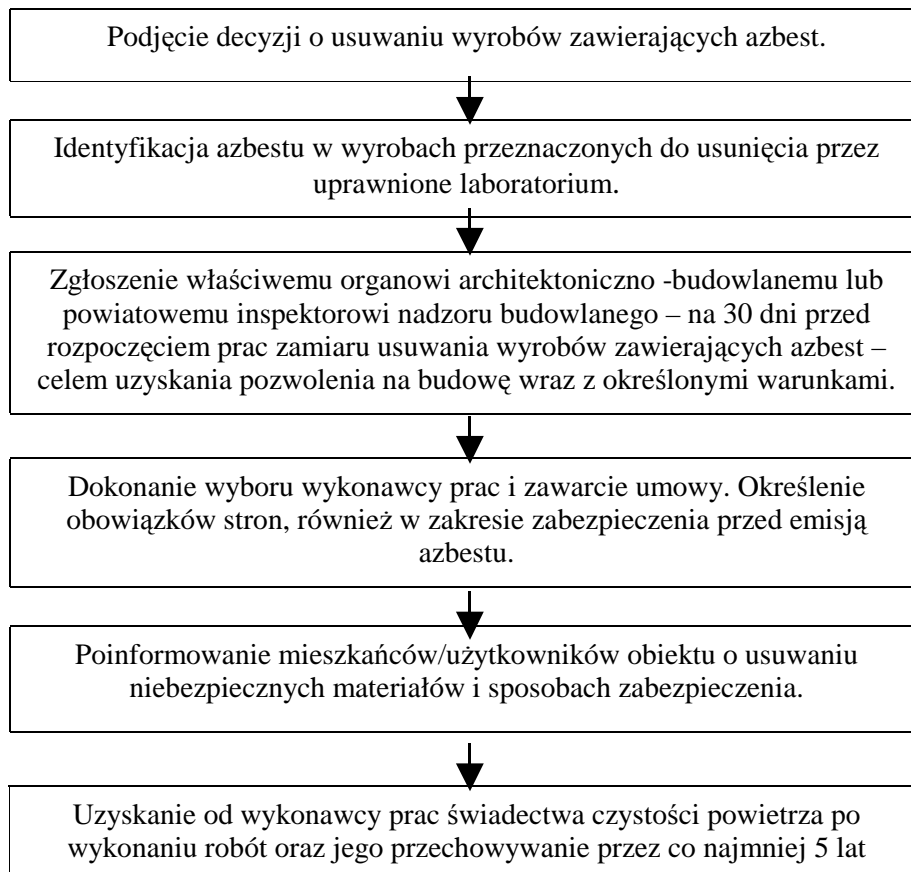 Podjęcie decyzji o usuwaniu wyrobów zawierających azbest.
Identyfikacja azbestu w wyrobach przeznaczonych do usunięcia przez
uprawnione laboratorium.
Zgłoszenie właściwemu organowi architektoniczno -budowlanemu lub
powiatowemu inspektorowi nadzoru budowlanego – na 30 dni przed
rozpoczęciem prac zamiaru usuwania wyrobów zawierających azbest –
celem uzyskania pozwolenia na budowę wraz z określonymi warunkami.
Dokonanie wyboru wykonawcy prac i zawarcie umowy. Określenie
obowiązków stron, również w zakresie zabezpieczenia przed emisją
azbestu.
Poinformowanie mieszkańców/użytkowników obiektu o usuwaniu
niebezpiecznych materiałów i sposobach zabezpieczenia.
Uzyskanie od wykonawcy prac świadectwa czystości powietrza po
wykonaniu robót oraz jego przechowywanie przez co najmniej 5 lat